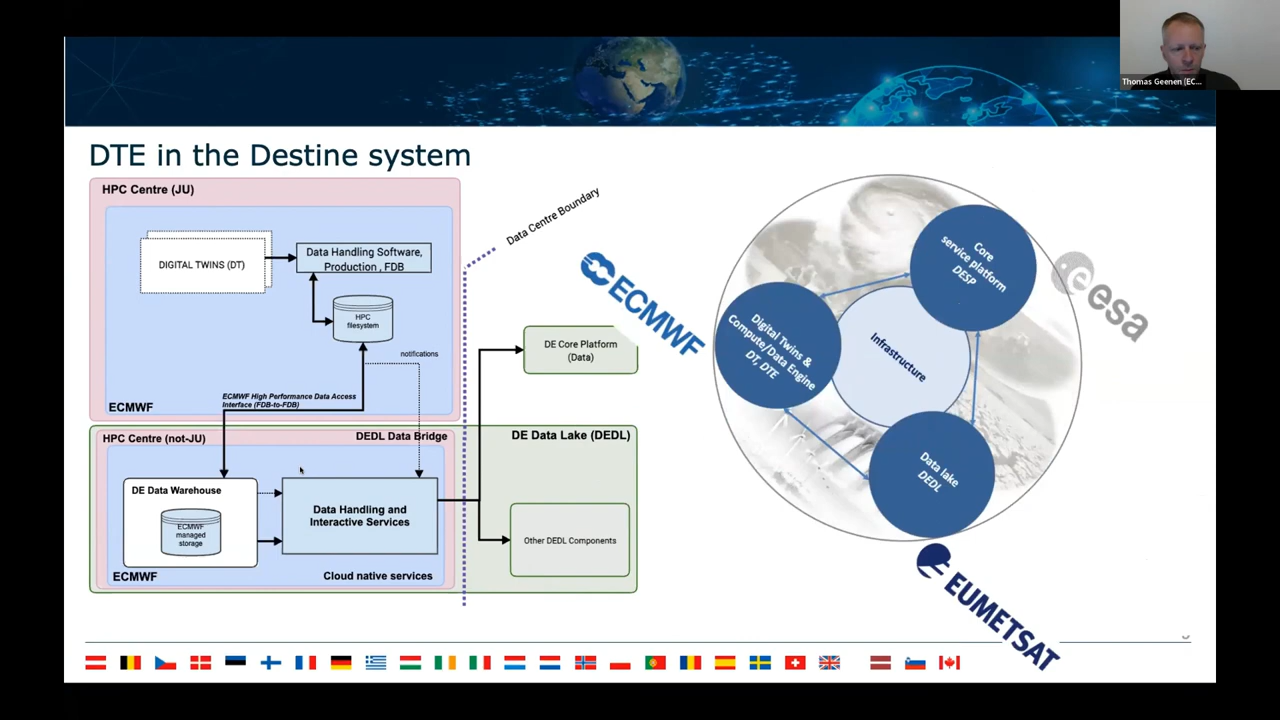 Thomas Geenen (EC...
DTE in the Destine system
HPC Centre (JU)
DIGITAL TWINS (DT)
Data Handling Software,
Production , FDB
HPC
filesystem
notifications
ECMWF High Performance Data Access
Interface (FDB-to-FDB)
ECMWF
Data Centre Boundary
DE Core Platform
(Data)
HPC Centre (not-JU)
DEDL Data Bridge
DE Data Lake (DEDL)
DE Data Warehouse
ECMWF
managed
storage
Data Handling and
Interactive Services
Other DEDL Components
ECMWF
Cloud native services
ECMWF
Core
service platform
DESP
esa
Digital Twins &
Compute/Data Engine
DT, DTE
Infrastructure
Data lake
DEDL
EUMETSAT